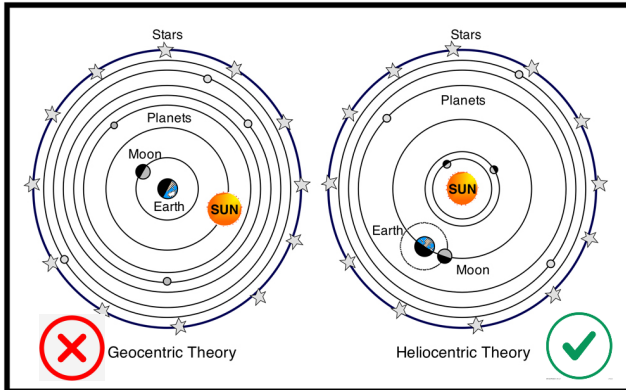 Stars
Planets
Moon
Earth
SUN
Geocentric Theory
Stars
Planets
SUN
Earth
Moon
Heliocentric Theory